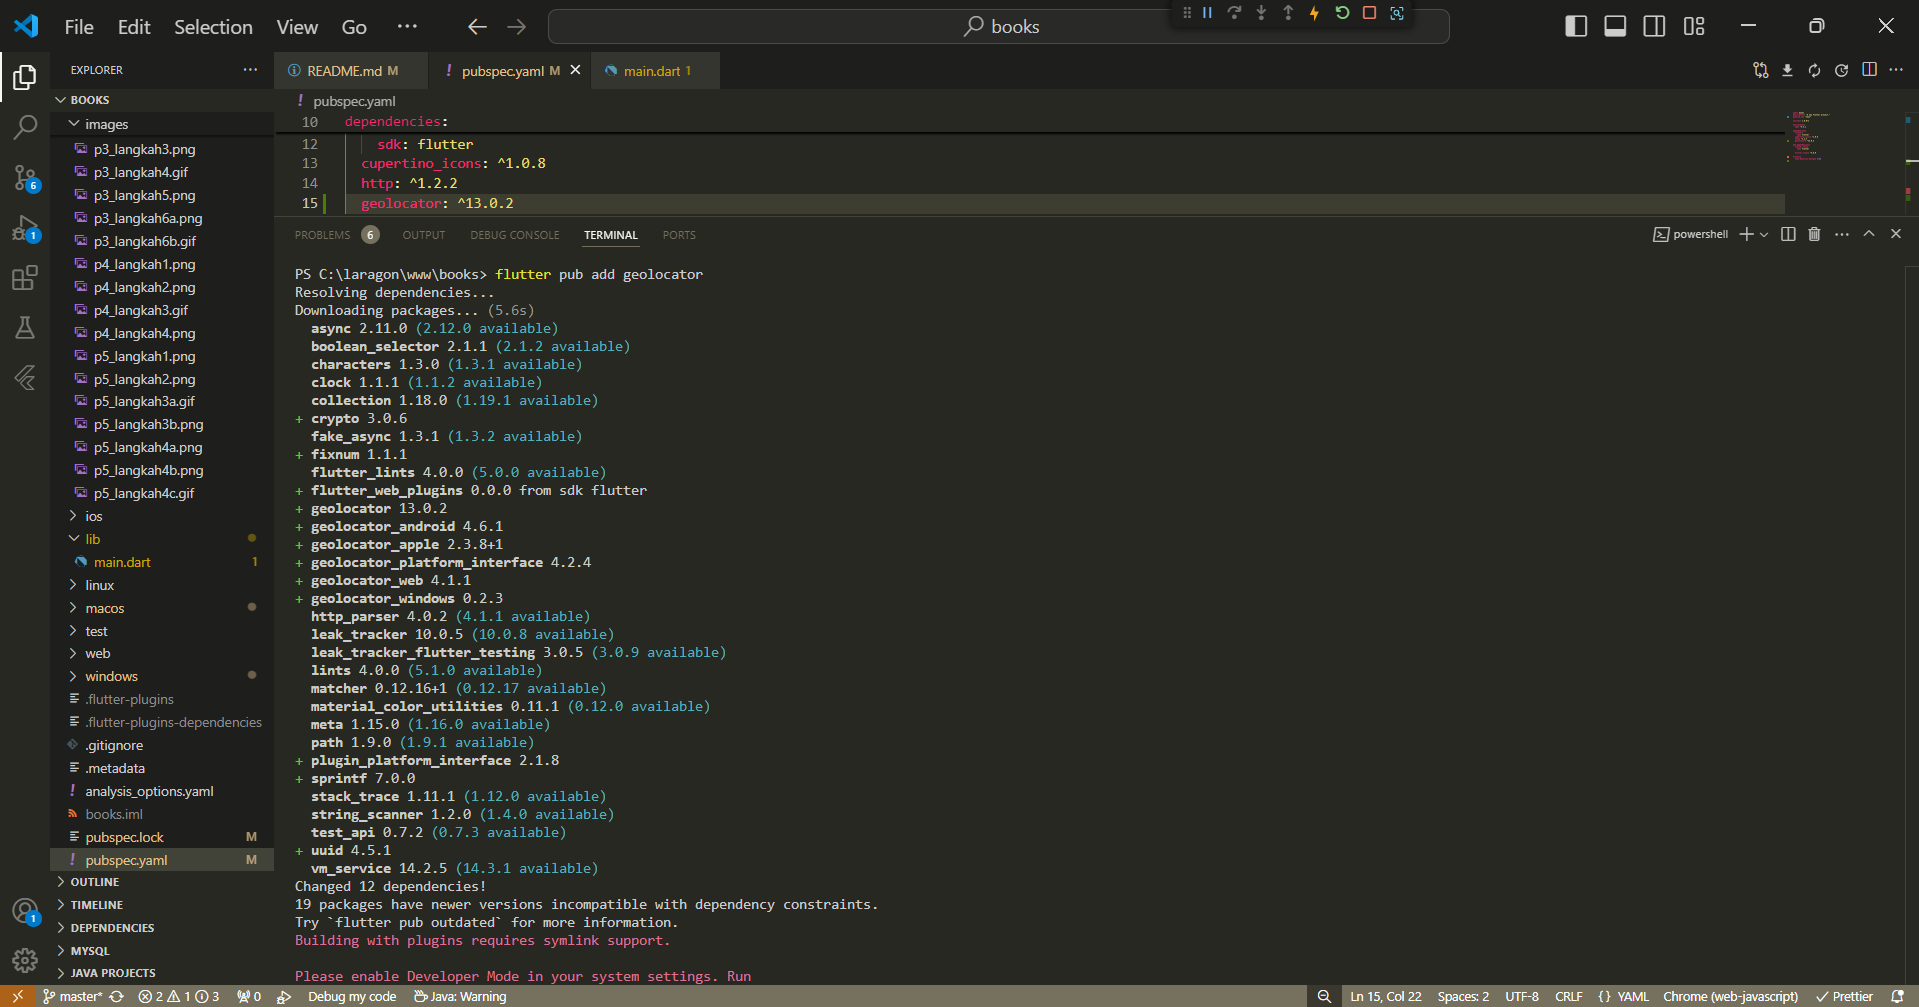 File Edit Selection View Go ··· books
EXPLORER ···
README.md M
! pubspec.yaml M
main.dart 1
BOOKS
images
p3_langkah3.png
p3_langkah4.gif
p3_langkah5.png
p3_langkah6a.png
p3_langkah6b.gif
p4_langkah1.png
p4_langkah2.png
p4_langkah3.gif
p4_langkah4.png
p5_langkah1.png
p5_langkah2.png
p5_langkah3a.gif
p5_langkah3b.png
p5_langkah4a.png
p5_langkah4b.png
p5_langkah4c.gif
ios
lib
main.dart 1
linux
macos
test
web
windows
.flutter-plugins
.flutter-plugins-dependencies
.gitignore
.metadata
! analysis_options.yaml
books.iml
pubspec.lock M
! pubspec.yaml M
OUTLINE
TIMELINE
DEPENDENCIES
MYSQL
JAVA PROJECTS
6
1
1
! pubspec.yaml
10 dependencies:
12 sdk: flutter
13 cupertino_icons: ^1.0.8
14 http: ^1.2.2
15 geolocator: ^13.0.2
PROBLEMS 6 OUTPUT DEBUG CONSOLE TERMINAL PORTS
powershell
PS C:\laragon\www\books> flutter pub add geolocator
Resolving dependencies...
Downloading packages... (5.6s)
async 2.11.0 (2.12.0 available)
boolean_selector 2.1.1 (2.1.2 available)
characters 1.3.0 (1.3.1 available)
clock 1.1.1 (1.1.2 available)
collection 1.18.0 (1.19.1 available)
+ crypto 3.0.6
fake_async 1.3.1 (1.3.2 available)
+ fixnum 1.1.1
flutter_lints 4.0.0 (5.0.0 available)
+ flutter_web_plugins 0.0.0 from sdk flutter
+ geolocator 13.0.2
+ geolocator_android 4.6.1
+ geolocator_apple 2.3.8+1
+ geolocator_platform_interface 4.2.4
+ geolocator_web 4.1.1
+ geolocator_windows 0.2.3
http_parser 4.0.2 (4.1.1 available)
leak_tracker 10.0.5 (10.0.8 available)
leak_tracker_flutter_testing 3.0.5 (3.0.9 available)
lints 4.0.0 (5.1.0 available)
matcher 0.12.16+1 (0.12.17 available)
material_color_utilities 0.11.1 (0.12.0 available)
meta 1.15.0 (1.16.0 available)
path 1.9.0 (1.9.1 available)
+ plugin_platform_interface 2.1.8
+ sprintf 7.0.0
stack_trace 1.11.1 (1.12.0 available)
string_scanner 1.2.0 (1.4.0 available)
test_api 0.7.2 (0.7.3 available)
+ uuid 4.5.1
vm_service 14.2.5 (14.3.1 available)
Changed 12 dependencies!
19 packages have newer versions incompatible with dependency constraints.
Try `flutter pub outdated` for more information.
Building with plugins requires symlink support.
Please enable Developer Mode in your system settings. Run
master* 2 1 3 0 Debug my code Java: Warning Ln 15, Col 22 Spaces: 2 UTF-8 CRLF { } YAML Chrome (web-javascript) Prettier